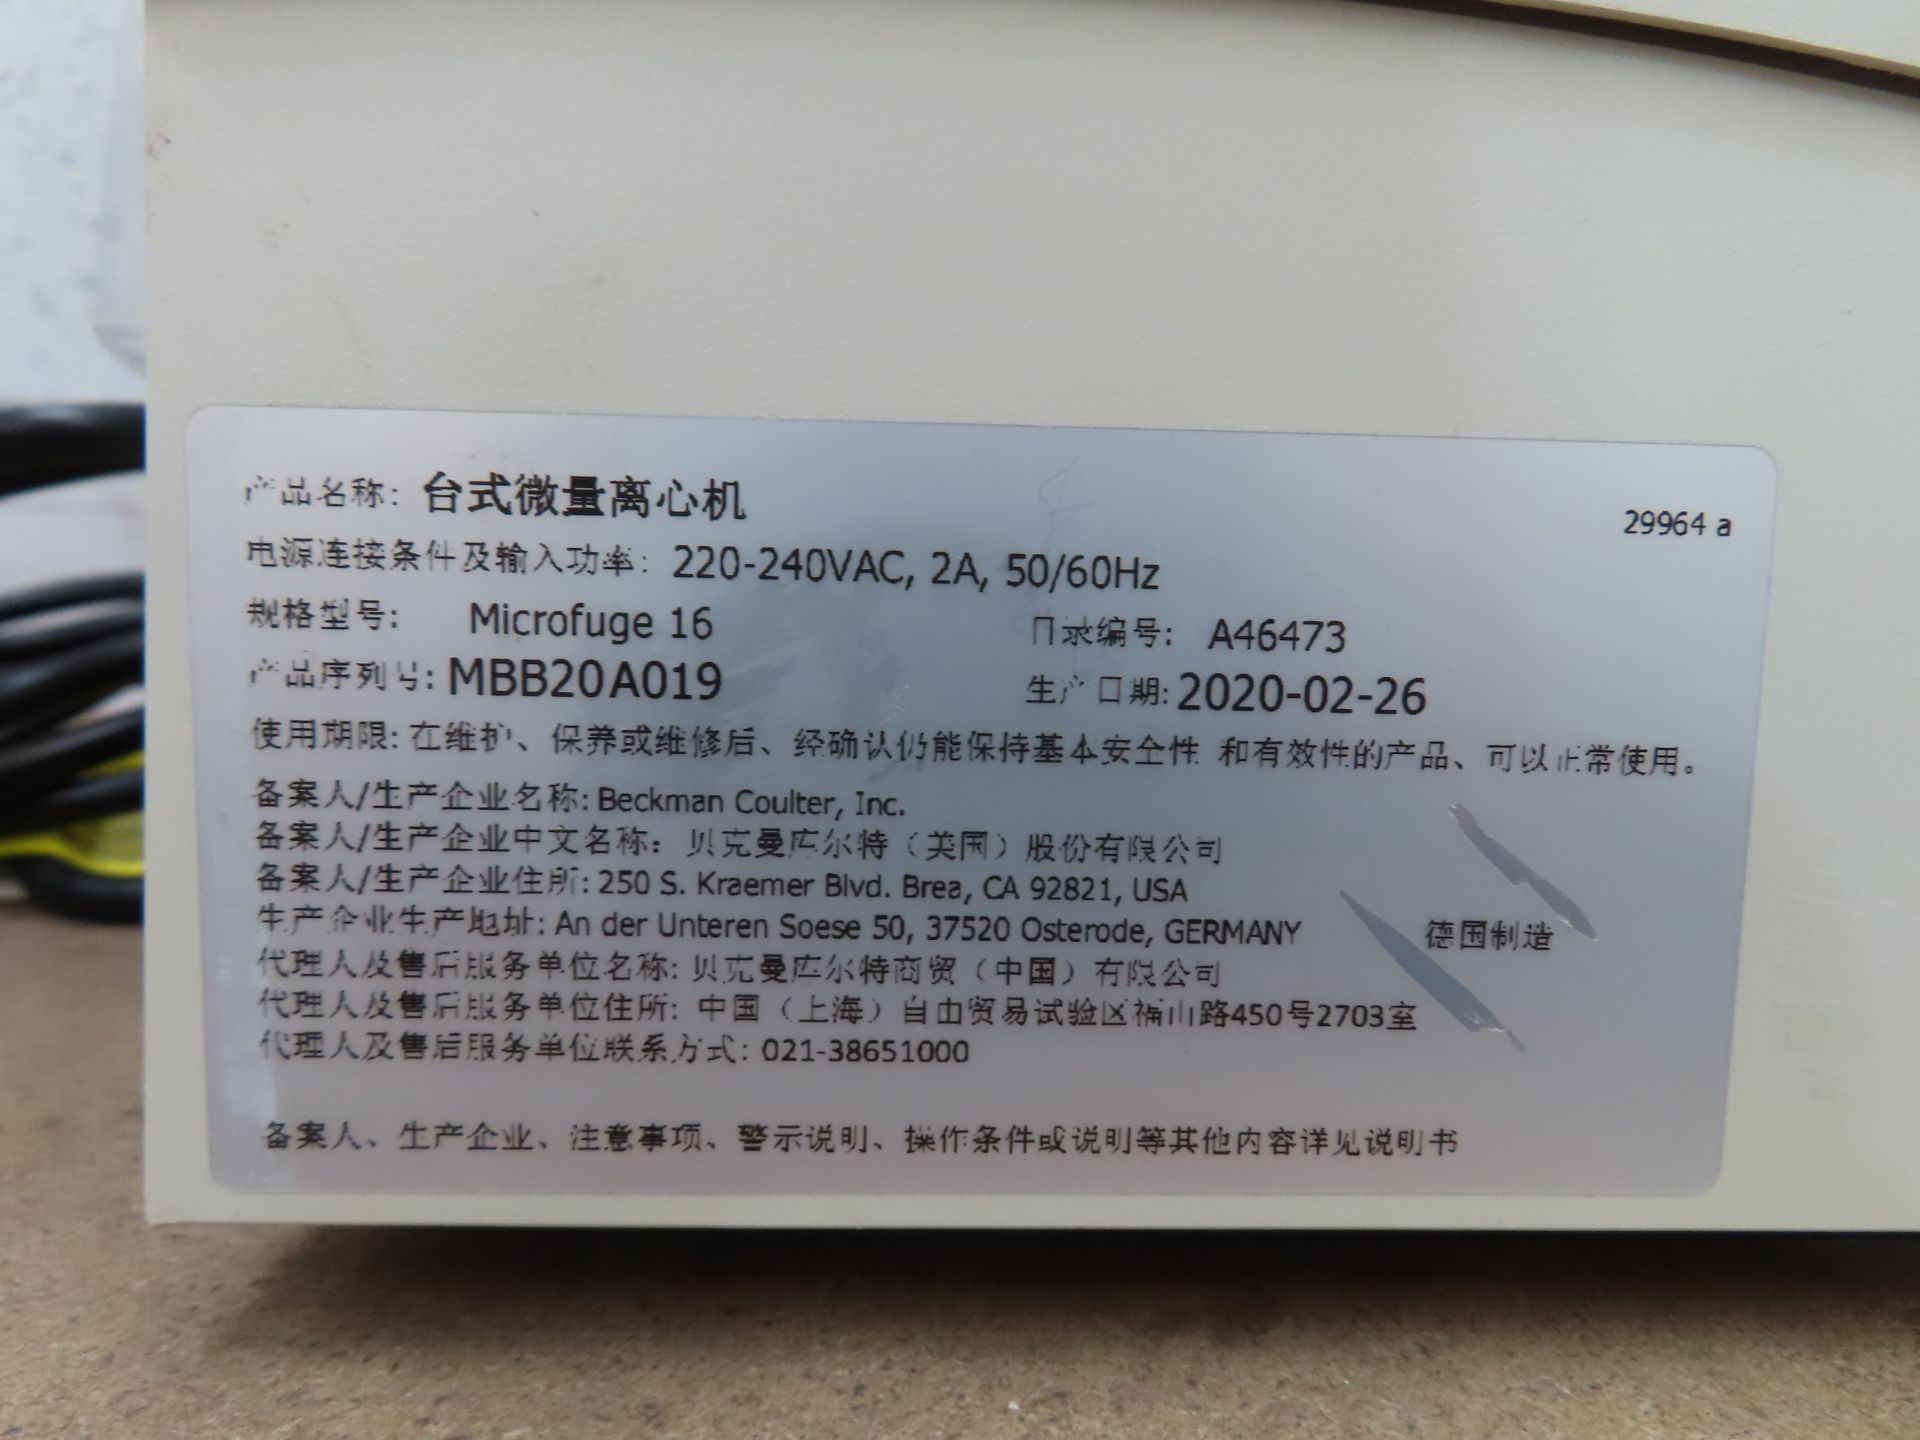 产品名称: 台式微量离心机
29964 a
电源连接条件及输入功率: 220-240VAC, 2A, 50/60Hz
规格型号: Microfuge 16 目录编号: A46473
产品序列号: MBB20A019 生产日期: 2020-02-26
使用期限: 在维护、保养或维修后、经确认仍能保持基本安全性 和有效性的产品、可以正常使用。
备案人/生产企业名称: Beckman Coulter, Inc.
备案人/生产企业中文名称: 贝克曼库尔特（美国）股份有限公司
备案人/生产企业住所: 250 S. Kraemer Blvd. Brea, CA 92821, USA
生产企业生产地址: An der Unteren Soese 50, 37520 Osterode, GERMANY 德国制造
代理人及售后服务单位名称: 贝克曼库尔特商贸（中国）有限公司
代理人及售后服务单位住所: 中国（上海）自由贸易试验区福山路450号2703室
代理人及售后服务单位联系方式: 021-38651000
备案人、生产企业、注意事项、警示说明、操作条件或说明等其他内容详见说明书